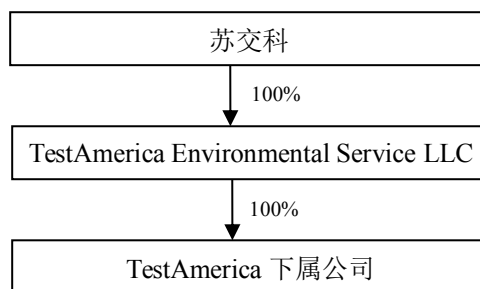 苏交科
100%
TestAmerica Environmental Service LLC
100%
TestAmerica 下属公司